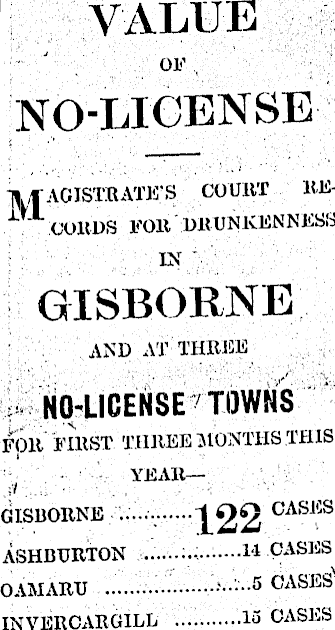 VALUE
OF
NO-LICENSE
MAGISTRATE'S COURT RE-
CORDS FOR DRUNKENNESS
IN
GISBORNE
AND AT THREE
NO-LICENSE TOWNS
FOR FIRST THREE MONTHS THIS
YEAR—
GISBORNE ............122 CASES
ASHBURTON ..............14 CASES
OAMARU ....................5 CASES
INVERCARGILL ...........15 CASES